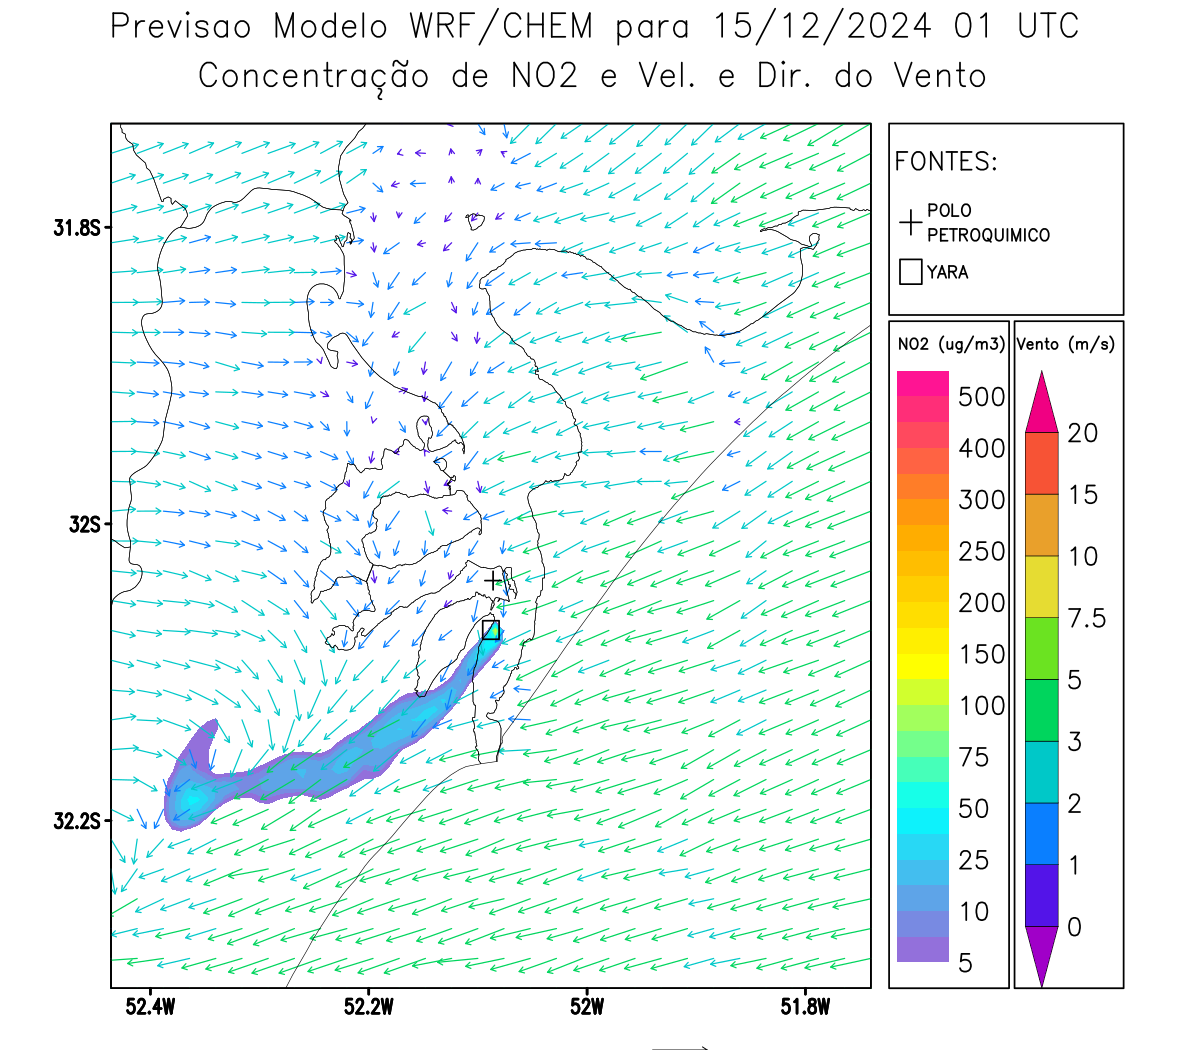 Previsao Modelo WRF/CHEM para 15/12/2024 01 UTC
Concentração de NO2 e Vel. e Dir. do Vento
FONTES:
POLO
PETROQUIMICO
YARA
NO2 (ug/m3)
500
400
300
250
200
150
100
75
50
25
10
5
Vento (m/s)
20
15
10
7.5
5
3
2
1
0
31.8S
32S
32.2S
52.4W
52.2W
52W
51.8W